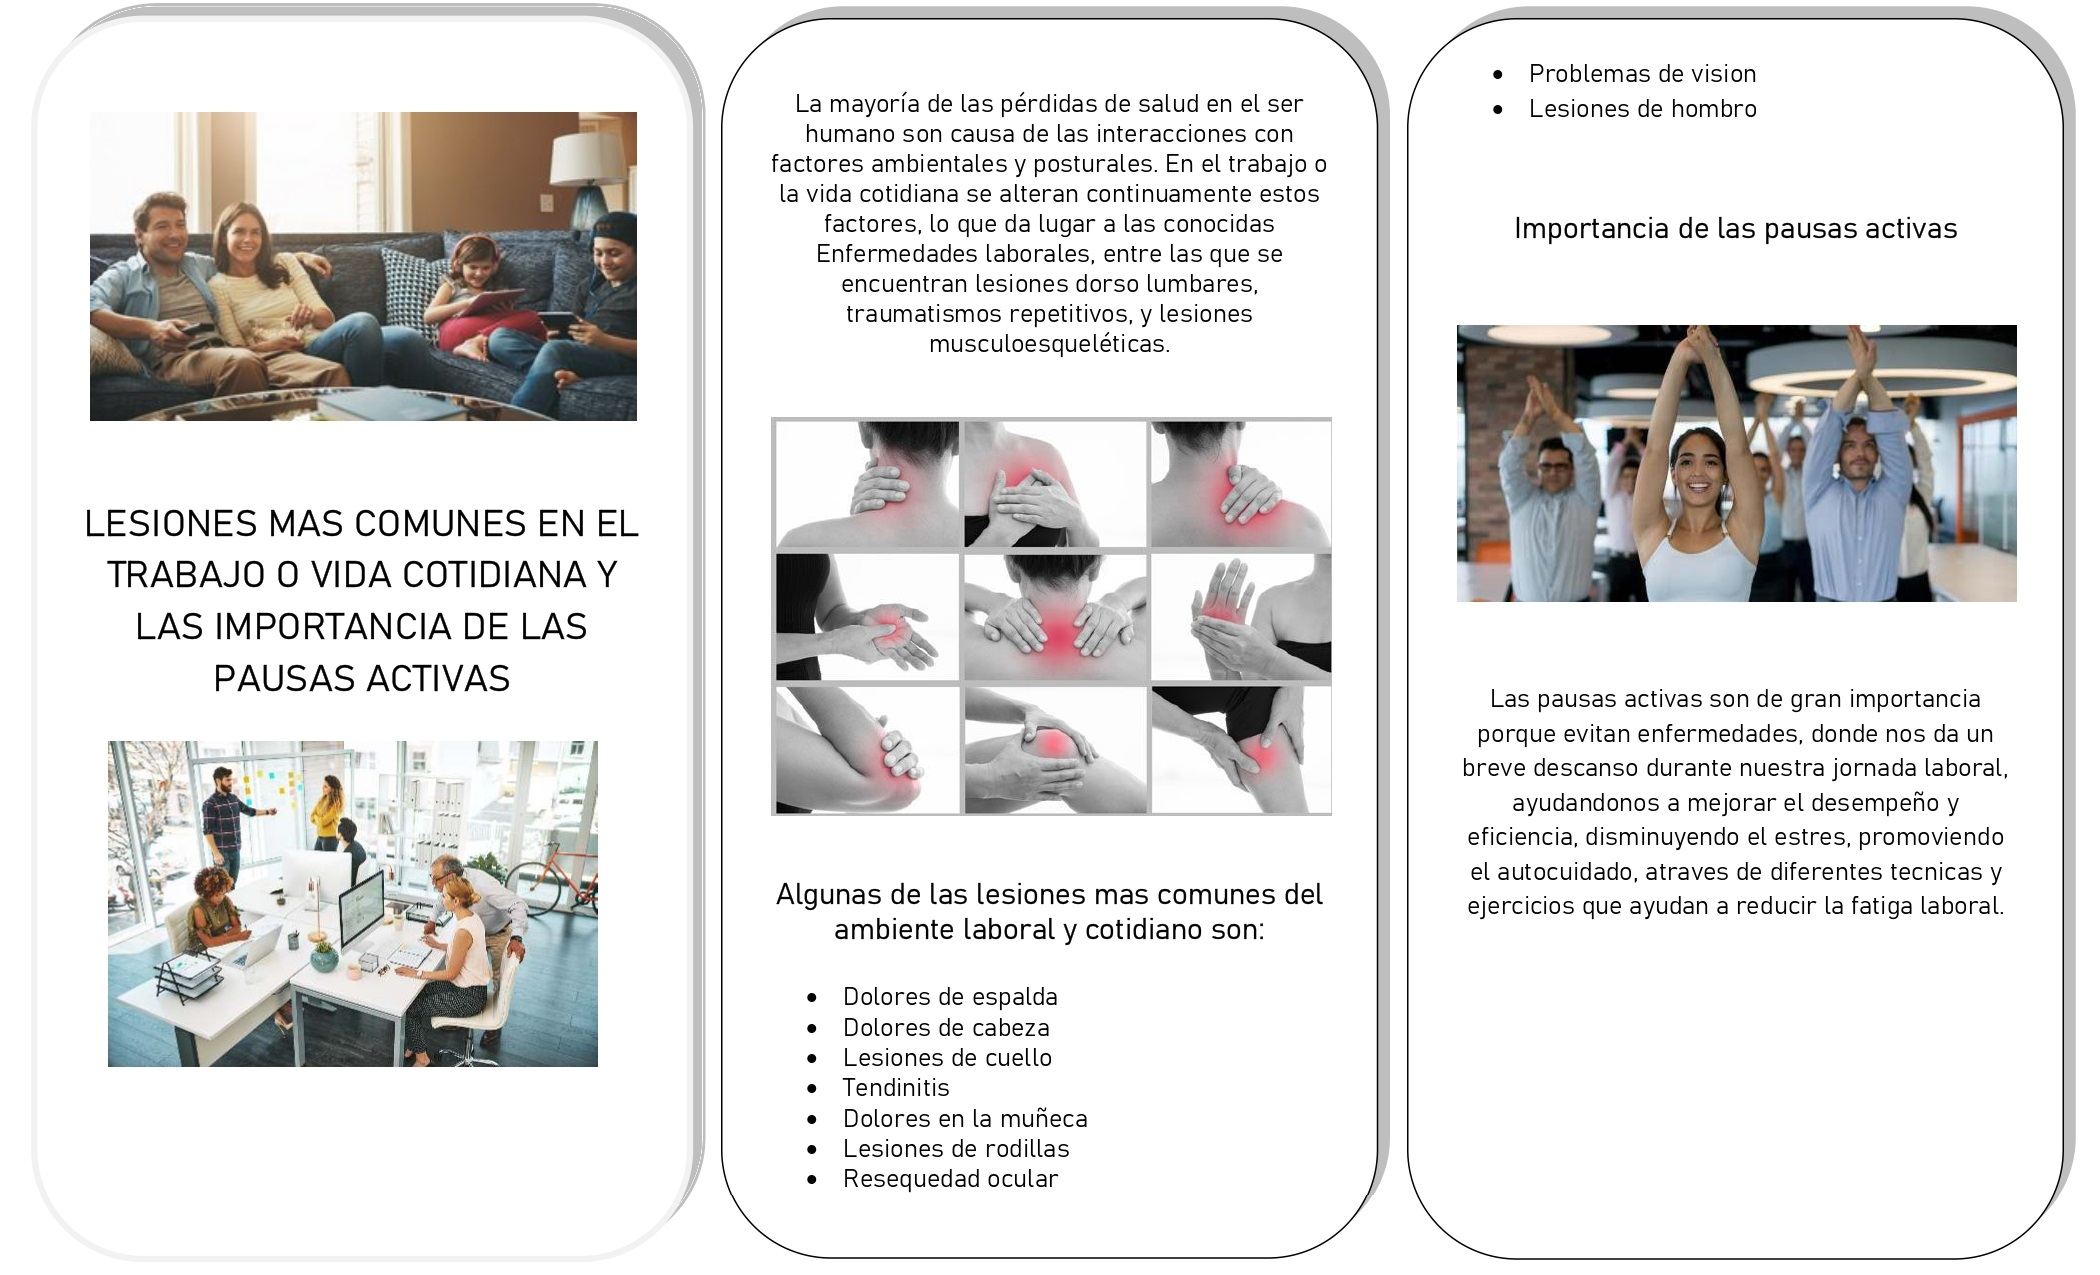 LESIONES MAS COMUNES EN EL
TRABAJO O VIDA COTIDIANA Y
LAS IMPORTANCIA DE LAS
PAUSAS ACTIVAS
La mayoría de las pérdidas de salud en el ser
humano son causa de las interacciones con
factores ambientales y posturales. En el trabajo o
la vida cotidiana se alteran continuamente estos
factores, lo que da lugar a las conocidas
Enfermedades laborales, entre las que se
encuentran lesiones dorso lumbares,
traumatismos repetitivos, y lesiones
musculoesqueléticas.
Algunas de las lesiones mas comunes del
ambiente laboral y cotidiano son:
• Dolores de espalda
• Dolores de cabeza
• Lesiones de cuello
• Tendinitis
• Dolores en la muñeca
• Lesiones de rodillas
• Resequedad ocular
• Problemas de vision
• Lesiones de hombro
Importancia de las pausas activas
Las pausas activas son de gran importancia
porque evitan enfermedades, donde nos da un
breve descanso durante nuestra jornada laboral,
ayudandonos a mejorar el desempeño y
eficiencia, disminuyendo el estres, promoviendo
el autocuidado, atraves de diferentes tecnicas y
ejercicios que ayudan a reducir la fatiga laboral.